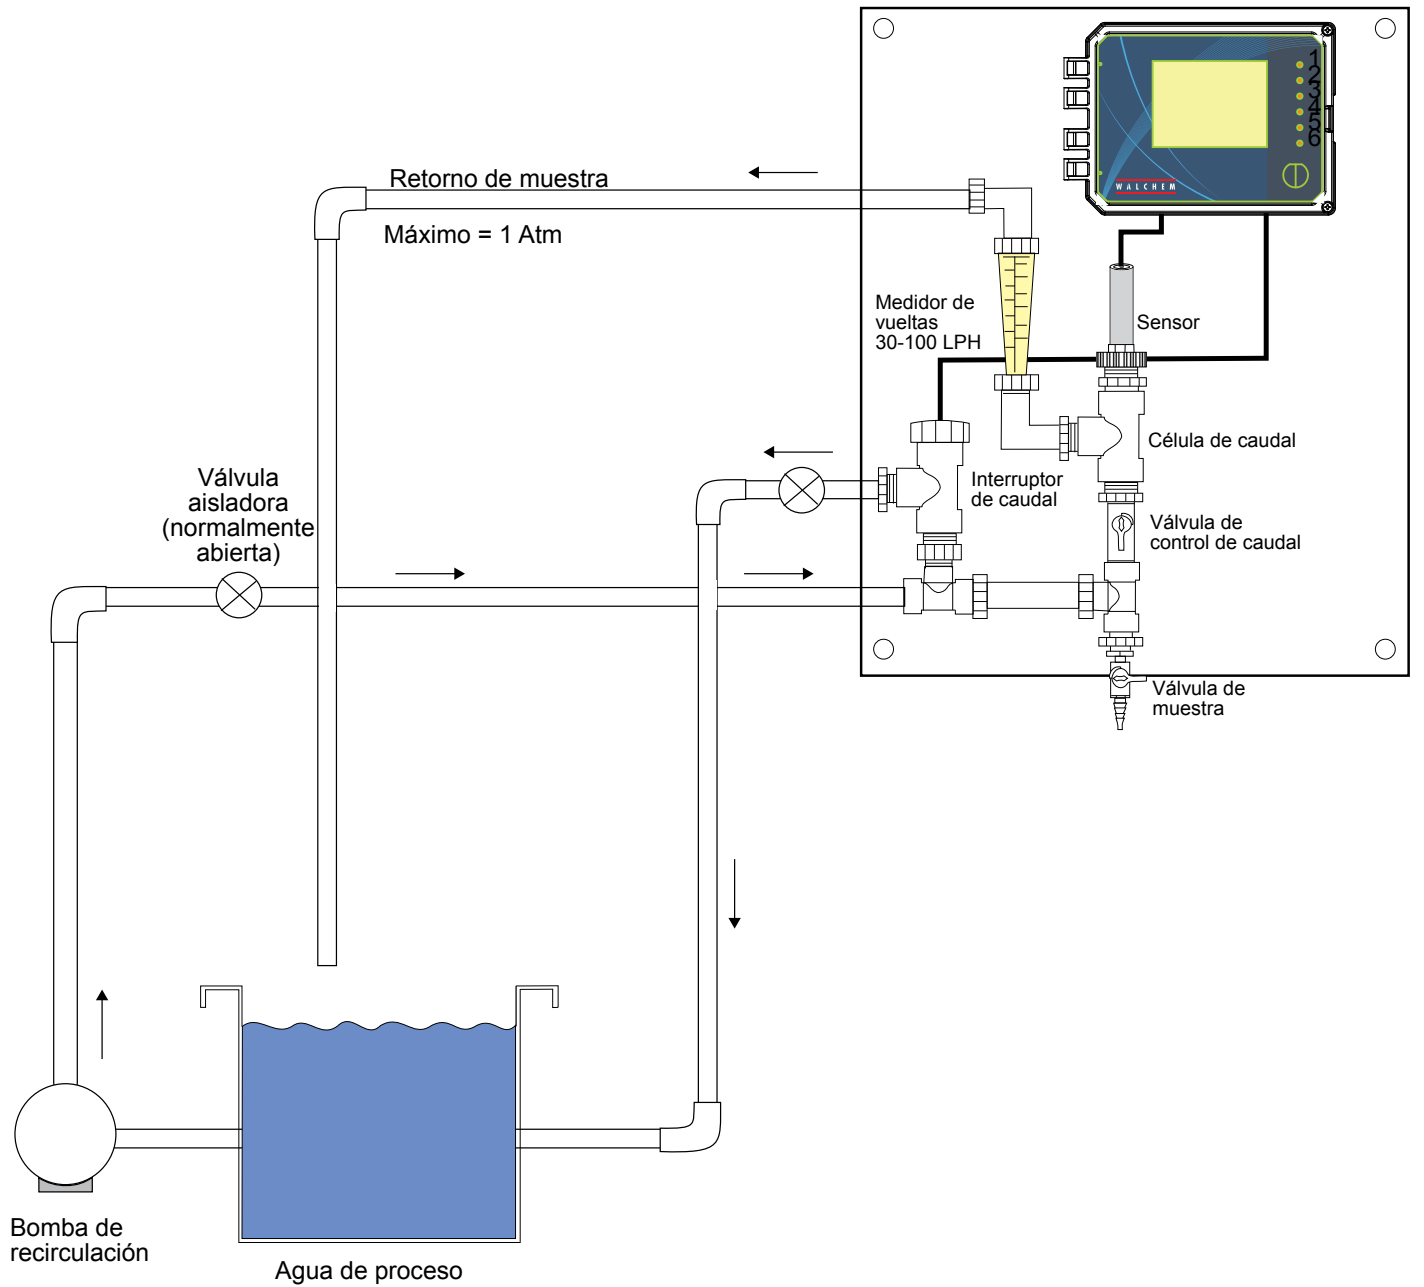 1
2
3
4
5
6
WALCHEM
Retorno de muestra
Máximo = 1 Atm
Medidor de
vueltas
30-100 LPH
Sensor
Célula de caudal
Válvula
aisladora
(normalmente
abierta)
Interruptor
de caudal
Válvula de
control de caudal
Válvula de
muestra
Bomba de
recirculación
Agua de proceso